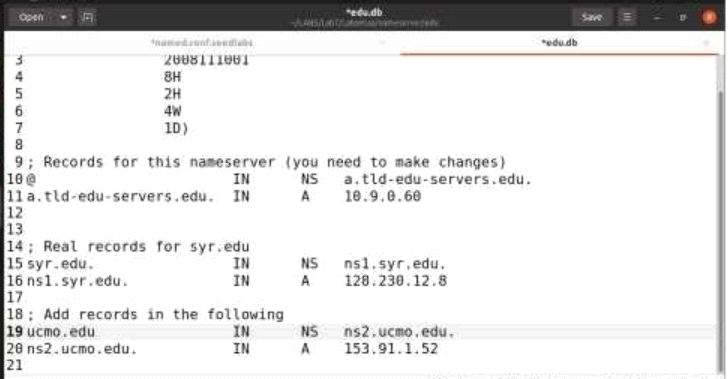 Open
*edu.db
Save
*named.conf.seedlabs
*edu.db
3 2008111001
4 8H
5 2H
6 4W
7 1D)
8
9 ; Records for this nameserver (you need to make changes)
10 @ IN NS a.tld-edu-servers.edu.
11 a.tld-edu-servers.edu. IN A 10.9.0.60
12
13
14 ; Real records for syr.edu
15 syr.edu. IN NS ns1.syr.edu.
16 ns1.syr.edu. IN A 128.230.12.8
17
18 ; Add records in the following
19 ucmo.edu IN NS ns2.ucmo.edu.
20 ns2.ucmo.edu. IN A 153.91.1.52
21